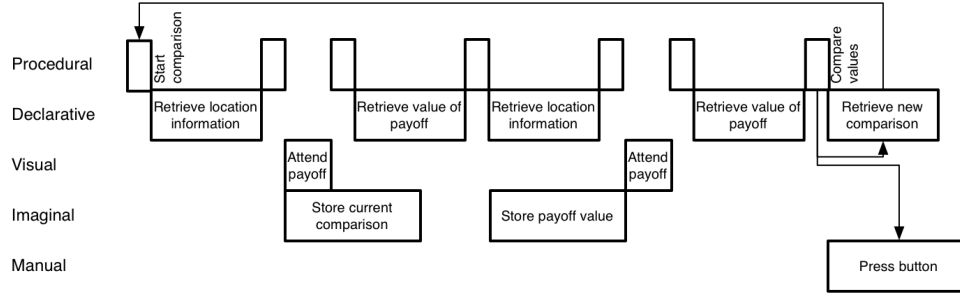 Procedural
Start
comparison
Compare
values
Declarative
Retrieve location
information
Retrieve value of
payoff
Retrieve location
information
Retrieve value of
payoff
Retrieve new
comparison
Visual
Attend
payoff
Attend
payoff
Imaginal
Store current
comparison
Store payoff value
Manual
Press button